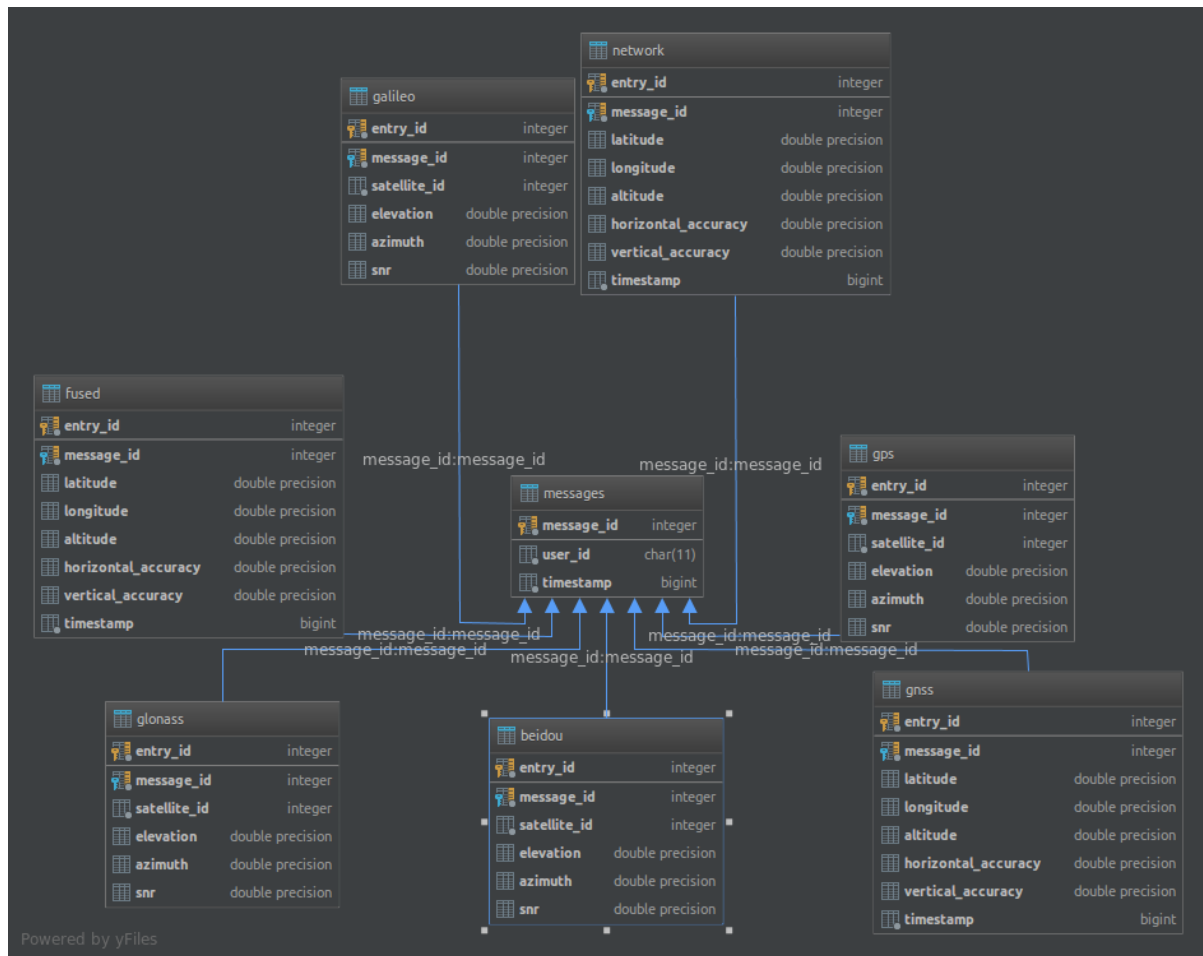 network
entry_id integer
message_id integer
latitude double precision
longitude double precision
altitude double precision
horizontal_accuracy double precision
vertical_accuracy double precision
timestamp bigint
galileo
entry_id integer
message_id integer
satellite_id integer
elevation double precision
azimuth double precision
snr double precision
fused
entry_id integer
message_id integer
latitude double precision
longitude double precision
altitude double precision
horizontal_accuracy double precision
vertical_accuracy double precision
timestamp bigint
message_id:message_id
message_id:message_id
messages
message_id integer
user_id char(11)
timestamp bigint
gps
entry_id integer
message_id integer
satellite_id integer
elevation double precision
azimuth double precision
snr double precision
message_id:message_id
message_id:message_id
message_id:message_id
message_id:message_id
message_id:message_id
glonass
entry_id integer
message_id integer
satellite_id integer
elevation double precision
azimuth double precision
snr double precision
beidou
entry_id integer
message_id integer
satellite_id integer
elevation double precision
azimuth double precision
snr double precision
gnss
entry_id integer
message_id integer
latitude double precision
longitude double precision
altitude double precision
horizontal_accuracy double precision
vertical_accuracy double precision
timestamp bigint
Powered by yFiles